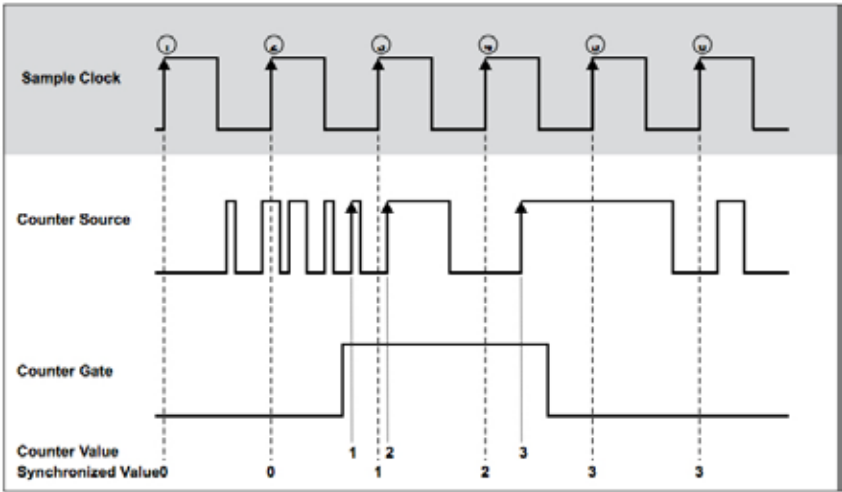 Sample Clock
Counter Source
Counter Gate
Counter Value 1 2 3
Synchronized Value0 0 1 2 3 3